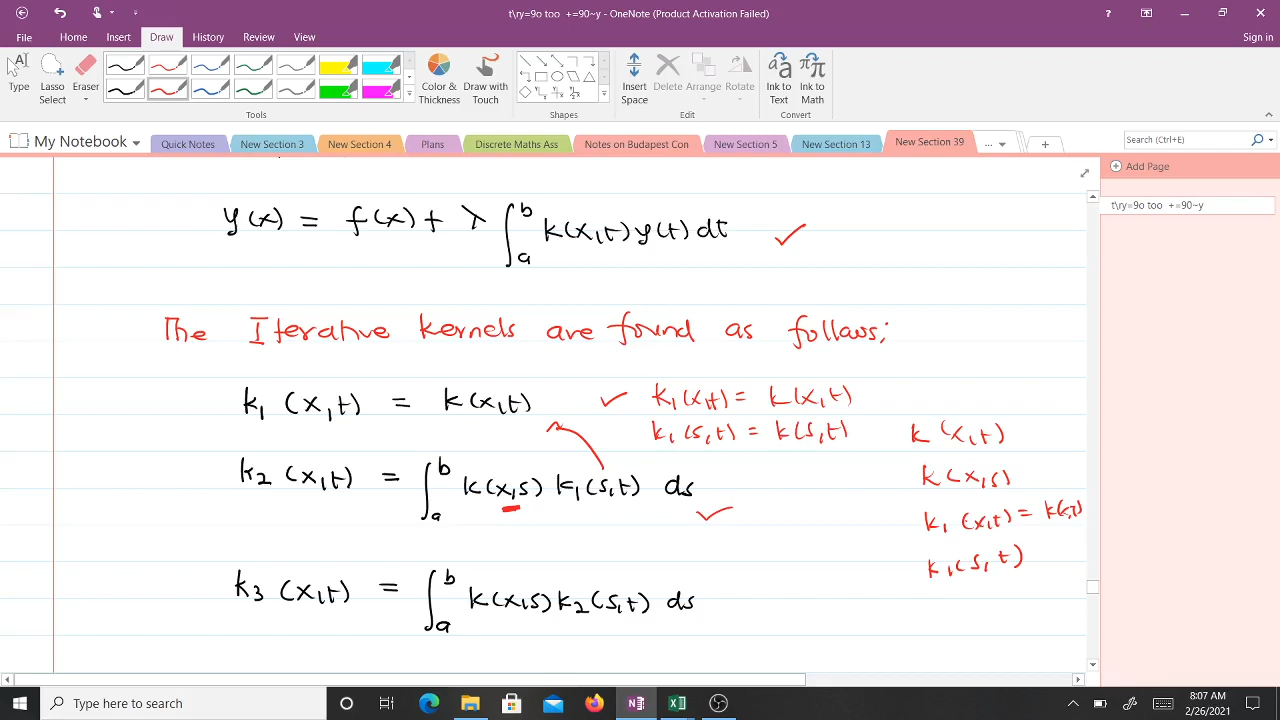 t\ry=9o too +=90~y - OneNote (Product Activation Failed)
Sign in
File Home Insert Draw History Review View
Type Lasso Select Eraser Color & Thickness Draw with Touch Insert Space Delete Arrange Rotate Ink to Text Ink to Math
Tools Shapes Edit Convert
My Notebook Quick Notes New Section 3 New Section 4 Plans Discrete Maths Ass Notes on Budapest Con New Section 5 New Section 13 New Section 39 ... Search (Ctrl+E)
Add Page
t\ry=9o too +=90~y
y(x) = f(x) + λ ∫_a^b k(x,t) y(t) dt ✓
The Iterative kernels are found as follows;
k₁ (x,t) = k(x,t) ✓
k₁(x,t) = k(x,t)
k₁(s,t) = k(s,t)
k₂ (x,t) = ∫_a^b k(x,s) k₁(s,t) ds ✓
k₃ (x,t) = ∫_a^b k(x,s) k₂(s,t) ds
k (x,t)
k (x,s)
k₁ (x,t) = k(x,t)
k₁(s,t)
Type here to search
8:07 AM
2/26/2021